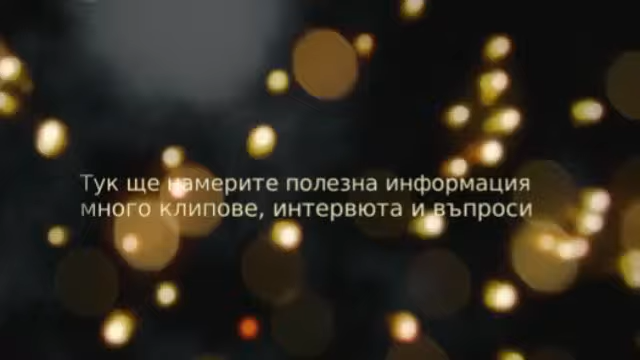 Тук ще намерите полезна информация
много клипове, интервюта и въпроси